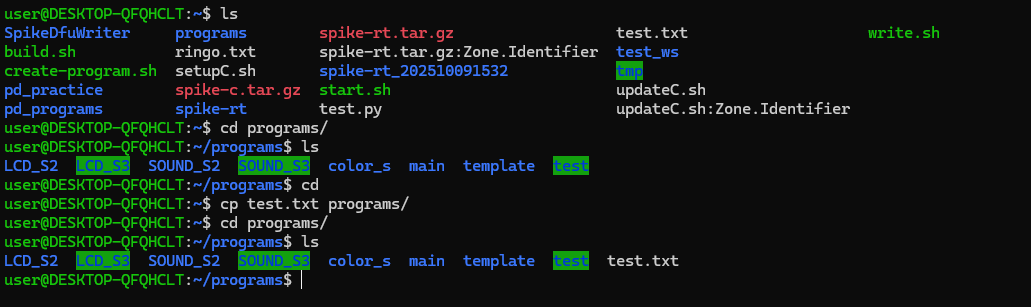 user@DESKTOP-QFQHCLT:~$ ls
SpikeDfuWriter programs spike-rt.tar.gz test.txt write.sh
build.sh ringo.txt spike-rt.tar.gz:Zone.Identifier test_ws
create-program.sh setupC.sh spike-rt_202510091532 tmp
pd_practice spike-c.tar.gz start.sh updateC.sh
pd_programs spike-rt test.py updateC.sh:Zone.Identifier
user@DESKTOP-QFQHCLT:~$ cd programs/
user@DESKTOP-QFQHCLT:~/programs$ ls
LCD_S2 LCD_S3 SOUND_S2 SOUND_S3 color_s main template test
user@DESKTOP-QFQHCLT:~/programs$ cd
user@DESKTOP-QFQHCLT:~$ cp test.txt programs/
user@DESKTOP-QFQHCLT:~$ cd programs/
user@DESKTOP-QFQHCLT:~/programs$ ls
LCD_S2 LCD_S3 SOUND_S2 SOUND_S3 color_s main template test test.txt
user@DESKTOP-QFQHCLT:~/programs$